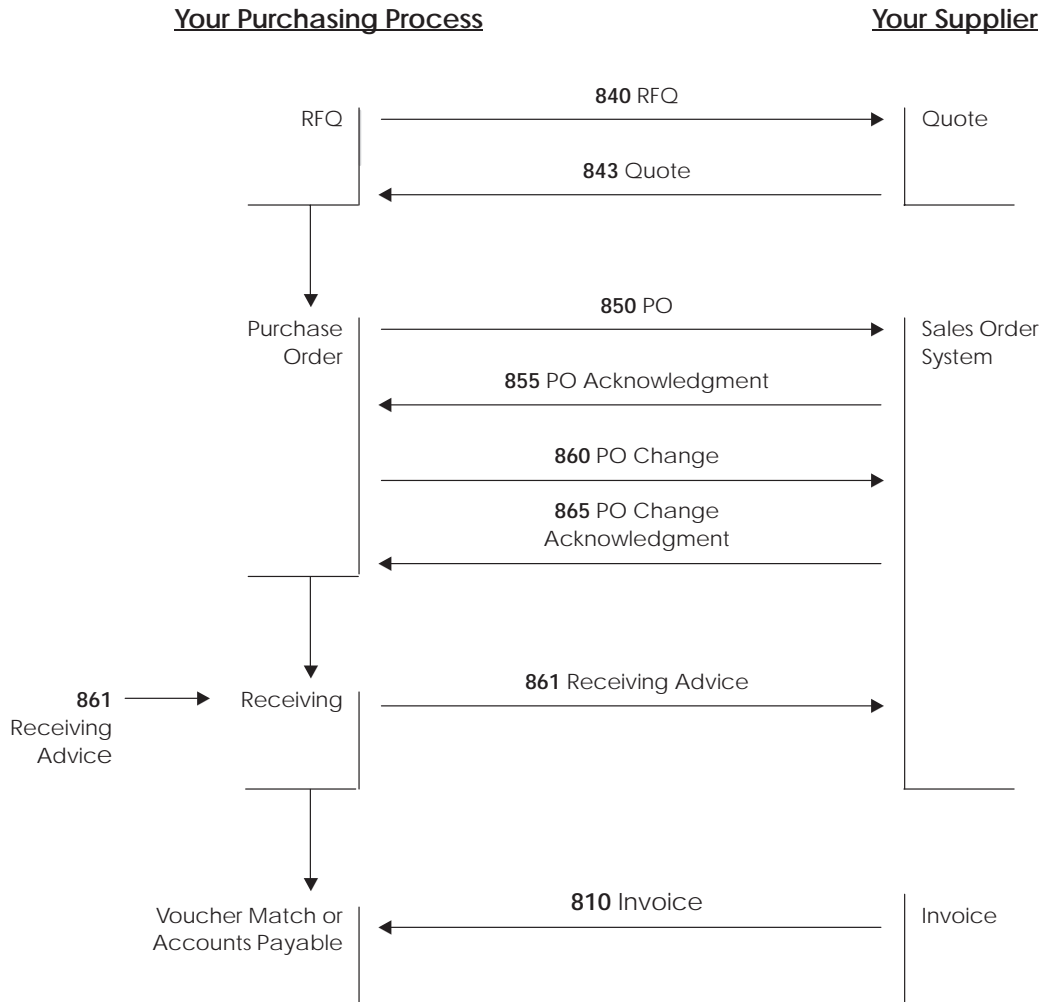 Your Purchasing Process
Your Supplier
840 RFQ
RFQ
Quote
843 Quote
850 PO
Purchase
Order
Sales Order
System
855 PO Acknowledgment
860 PO Change
865 PO Change
Acknowledgment
861 Receiving Advice
861
Receiving
Advice
Receiving
810 Invoice
Voucher Match or
Accounts Payable
Invoice